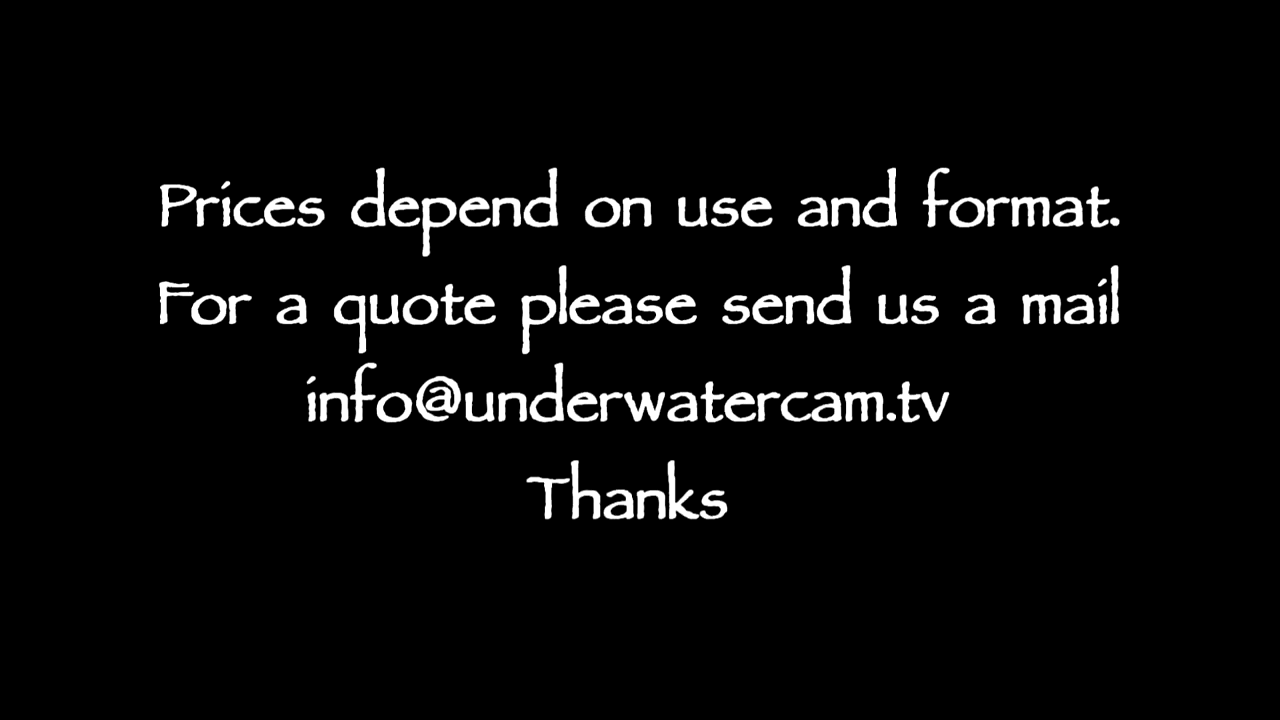 Prices depend on use and format.
For a quote please send us a mail
info@underwatercam.tv
Thanks